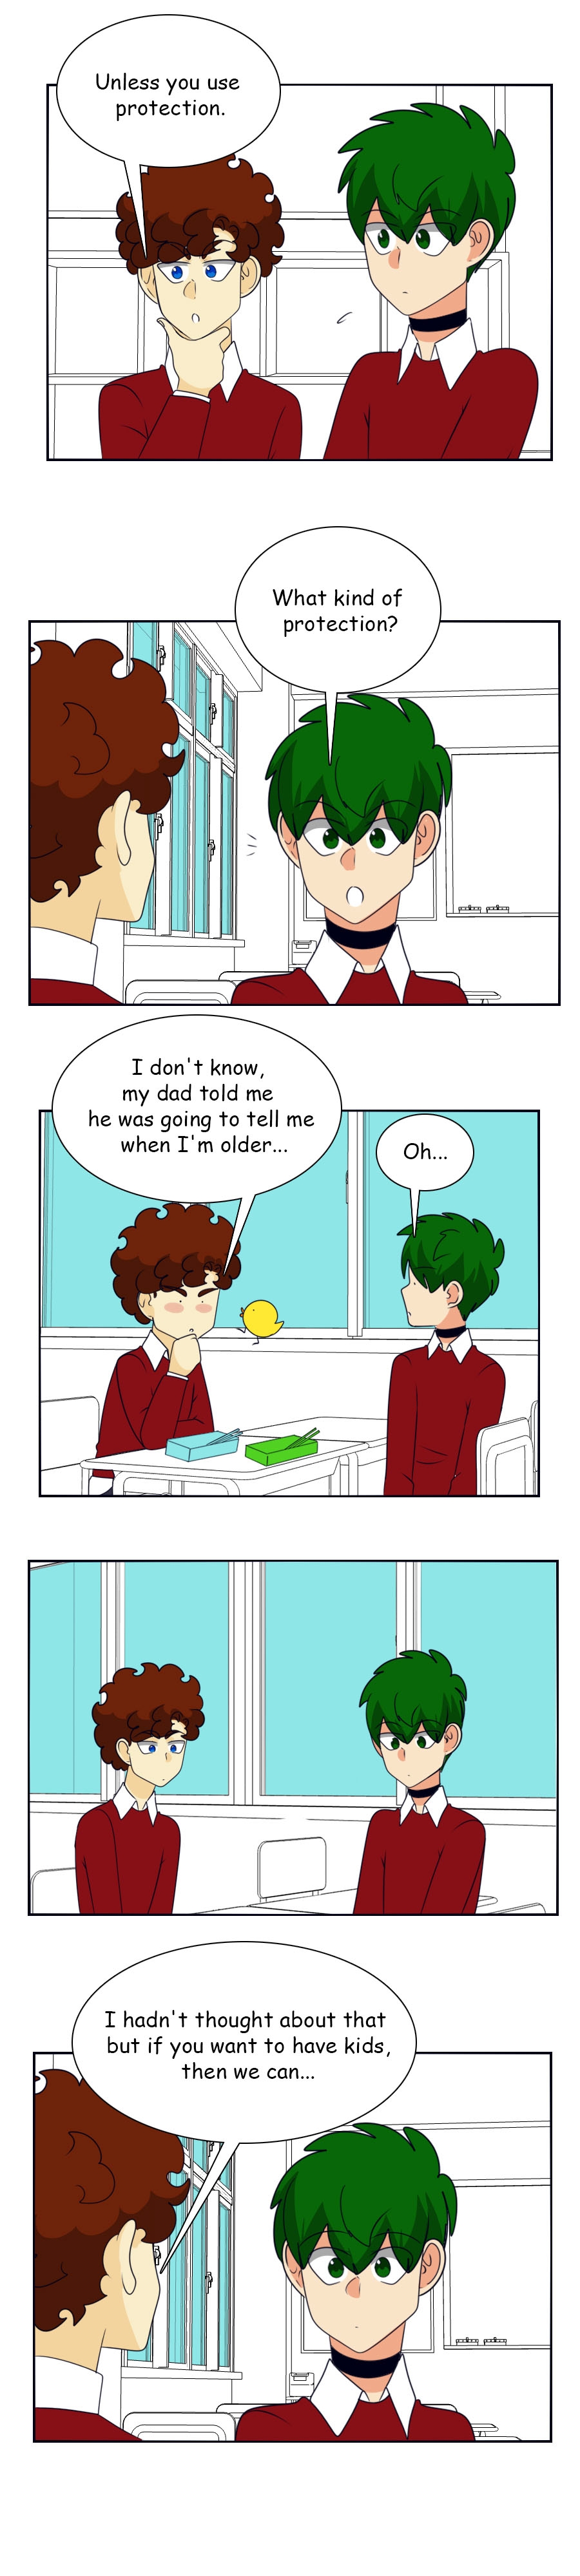 Unless you use
protection.
What kind of
protection?
I don't know,
my dad told me
he was going to tell me
when I'm older...
Oh...
I hadn't thought about that
but if you want to have kids,
then we can...